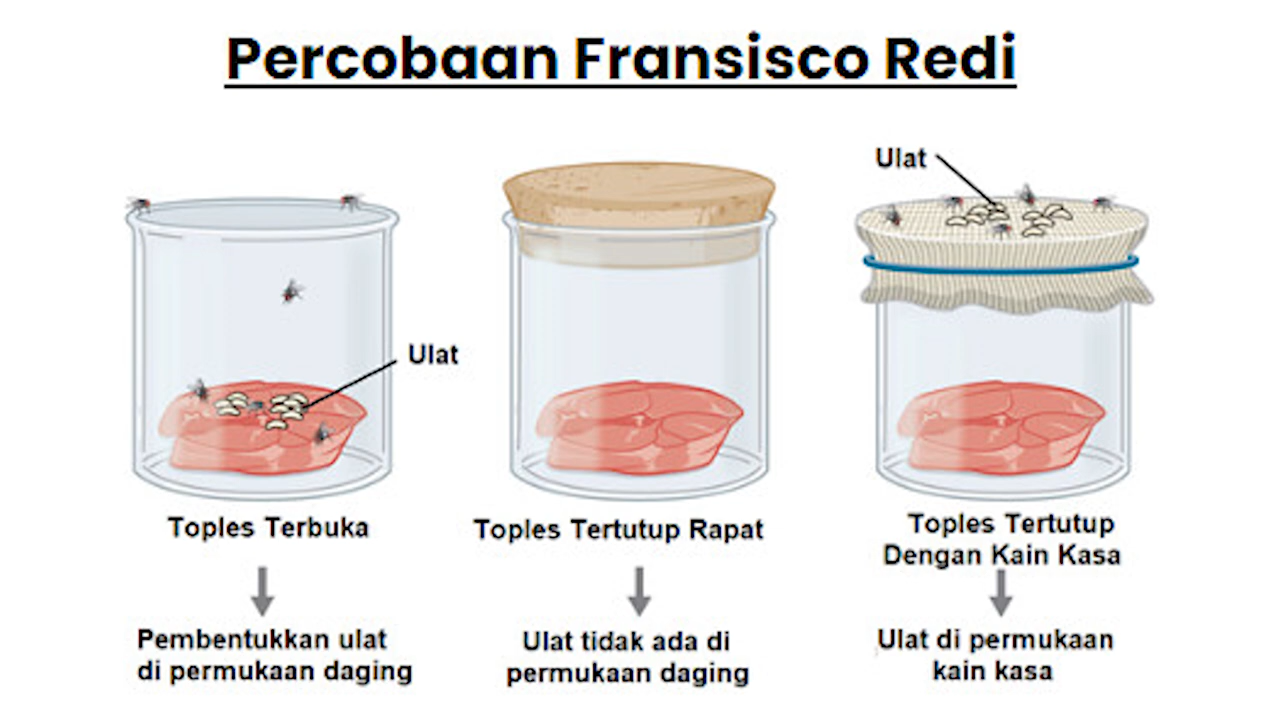 Percobaan Fransisco Redi
Ulat
Ulat
Toples Terbuka
Toples Tertutup Rapat
Toples Tertutup
Dengan Kain Kasa
Pembentukkan ulat
di permukaan daging
Ulat tidak ada di
permukaan daging
Ulat di permukaan
kain kasa